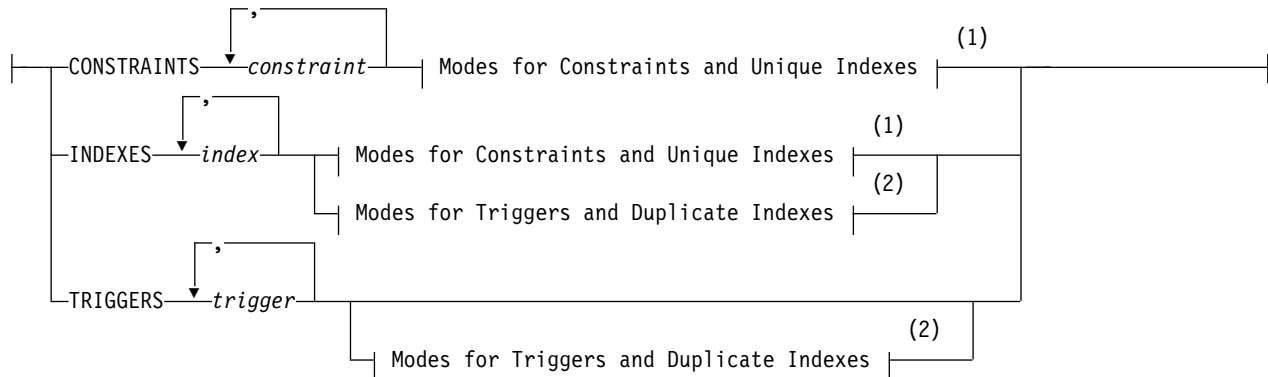 ,
(1)
CONSTRAINTS constraint Modes for Constraints and Unique Indexes
,
(1)
INDEXES index Modes for Constraints and Unique Indexes
(2)
Modes for Triggers and Duplicate Indexes
,
TRIGGERS trigger
(2)
Modes for Triggers and Duplicate Indexes